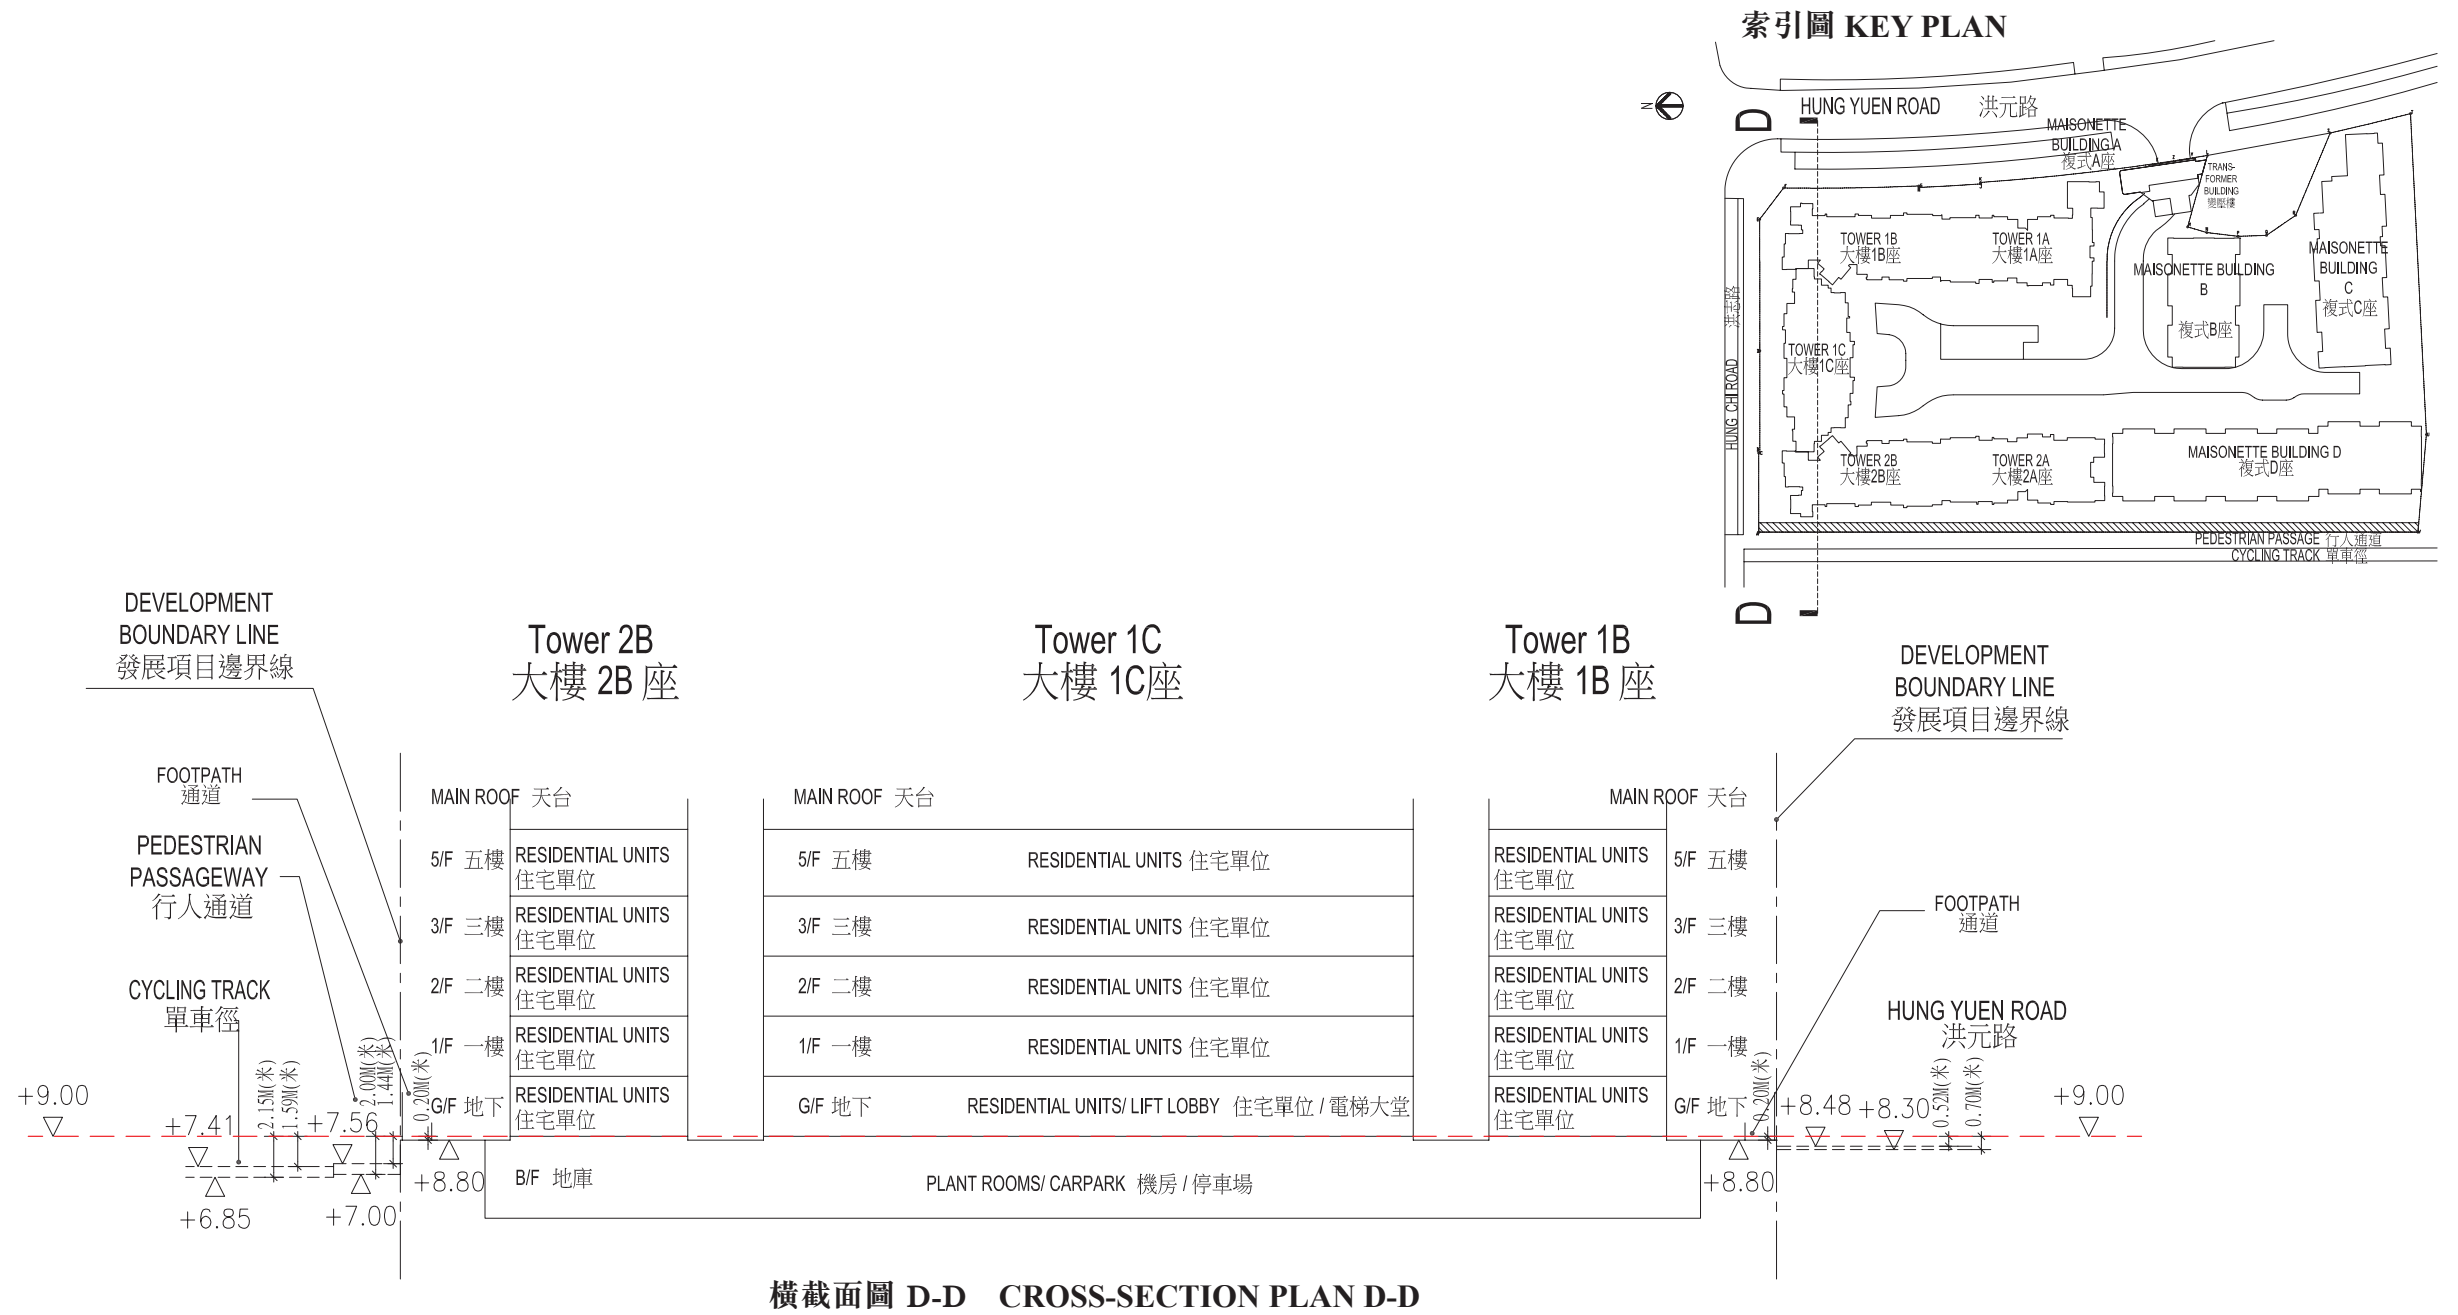 索引圖 KEY PLAN
N
D
HUNG YUEN ROAD 洪元路
MAISONETTE
BUILDING A
複式A座
TRANS-
FORMER
BUILDING
變壓樓
TOWER 1B
大樓1B座
TOWER 1A
大樓1A座
MAISONETTE BUILDING
B
複式B座
MAISONETTE
BUILDING
C
複式C座
洪志路
HUNG CHI ROAD
TOWER 1C
大樓1C座
TOWER 2B
大樓2B座
TOWER 2A
大樓2A座
MAISONETTE BUILDING D
複式D座
PEDESTRIAN PASSAGE 行人通道
CYCLING TRACK 單車徑
D
DEVELOPMENT
BOUNDARY LINE
發展項目邊界線
Tower 2B
大樓 2B 座
Tower 1C
大樓 1C座
Tower 1B
大樓 1B 座
DEVELOPMENT
BOUNDARY LINE
發展項目邊界線
FOOTPATH
通道
PEDESTRIAN
PASSAGEWAY
行人通道
CYCLING TRACK
單車徑
MAIN ROOF 天台
MAIN ROOF 天台
MAIN ROOF 天台
5/F 五樓
RESIDENTIAL UNITS
住宅單位
5/F 五樓
RESIDENTIAL UNITS 住宅單位
RESIDENTIAL UNITS
住宅單位
5/F 五樓
3/F 三樓
RESIDENTIAL UNITS
住宅單位
3/F 三樓
RESIDENTIAL UNITS 住宅單位
RESIDENTIAL UNITS
住宅單位
3/F 三樓
2/F 二樓
RESIDENTIAL UNITS
住宅單位
2/F 二樓
RESIDENTIAL UNITS 住宅單位
RESIDENTIAL UNITS
住宅單位
2/F 二樓
1/F 一樓
RESIDENTIAL UNITS
住宅單位
1/F 一樓
RESIDENTIAL UNITS 住宅單位
RESIDENTIAL UNITS
住宅單位
1/F 一樓
G/F 地下
RESIDENTIAL UNITS
住宅單位
G/F 地下
RESIDENTIAL UNITS/ LIFT LOBBY 住宅單位 / 電梯大堂
RESIDENTIAL UNITS
住宅單位
G/F 地下
FOOTPATH
通道
HUNG YUEN ROAD
洪元路
+9.00
+7.41
2.15M(米)
1.59M(米)
+7.56
2.00M(米)
1.44M(米)
0.20M(米)
0.20M(米)
+8.48
+8.30
0.52M(米)
0.70M(米)
+9.00
+6.85
+7.00
+8.80
B/F 地庫
PLANT ROOMS/ CARPARK 機房 / 停車場
+8.80
橫截面圖 D-D CROSS-SECTION PLAN D-D